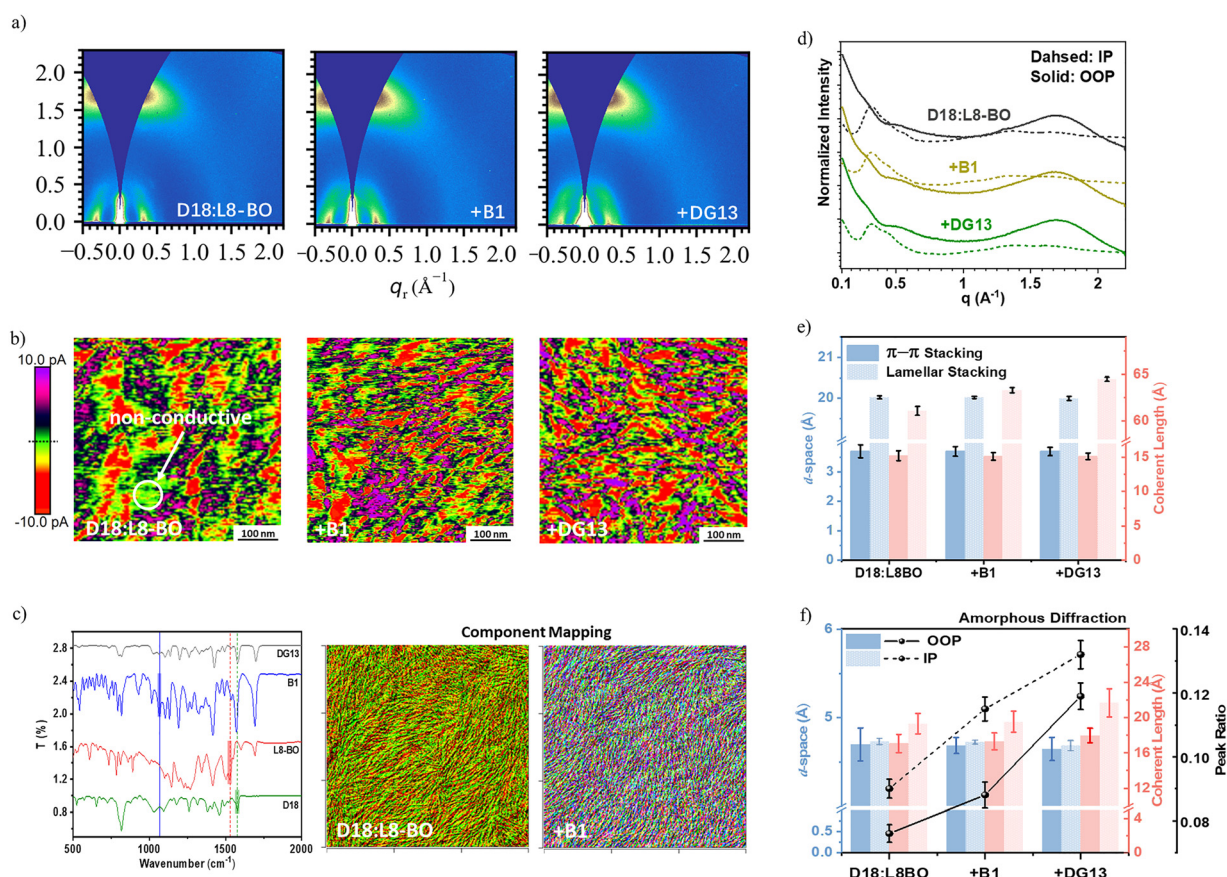 a)
2.0
1.5
1.0
0.5
0.0
D18:L8-BO
+B1
+DG13
−0.5 0.0 0.5 1.0 1.5 2.0
−0.5 0.0 0.5 1.0 1.5 2.0
−0.5 0.0 0.5 1.0 1.5 2.0
qr (Å−1)
b)
10.0 pA
-10.0 pA
non-conductive
D18:L8-BO
100 nm
+B1
100 nm
+DG13
100 nm
c)
T (%)
2.8
2.4
2.0
1.6
1.2
0.8
DG13
B1
L8-BO
D18
500 1000 1500 2000
Wavenumber (cm-1)
Component Mapping
D18:L8-BO
+B1
d)
Normalized Intensity
Dahsed: IP
Solid: OOP
D18:L8-BO
+B1
+DG13
0.1 1 2
q (A-1)
e)
d-space (Å)
21
20
3
2
1
0
π−π Stacking
Lamellar Stacking
65
60
15
10
5
0
Coherent Length (Å)
D18:L8BO +B1 +DG13
f)
Amorphous Diffraction
d-space (Å)
6
5
0.5
0.0
OOP
IP
28
24
20
16
12
4
2
0
Coherent Length (Å)
0.14
0.12
0.10
0.08
Peak Ratio
D18:L8BO +B1 +DG13